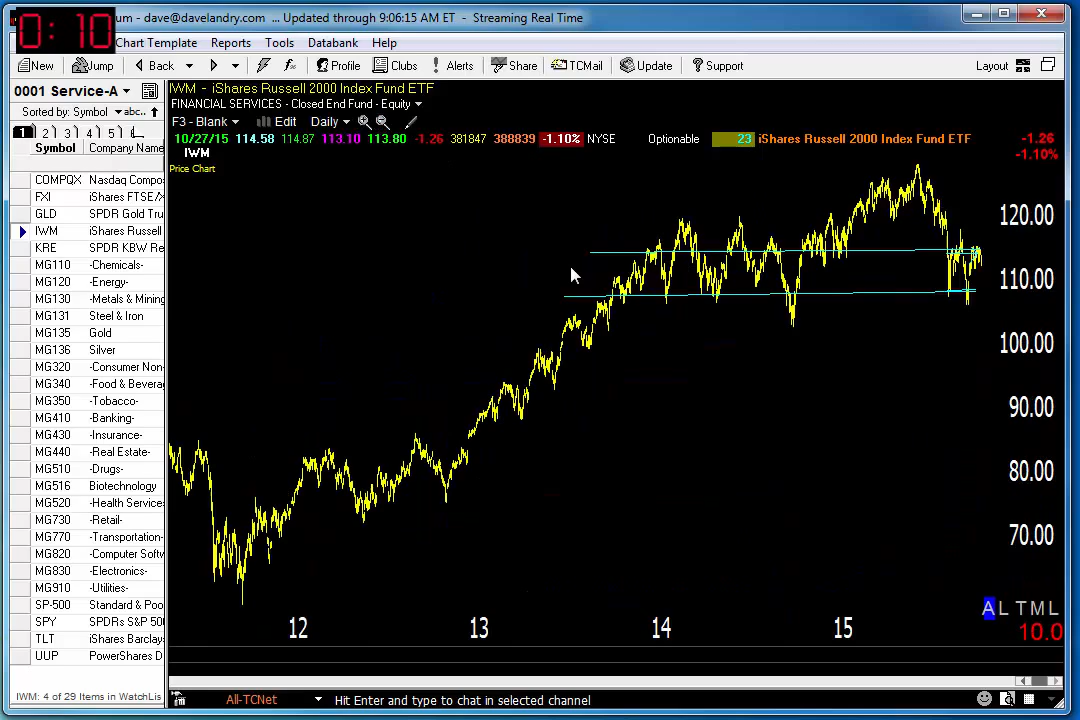 um - dave@davelandry.com ... Updated through 9:06:15 AM ET - Streaming Real Time
0:10
Chart Template Reports Tools Databank Help
New Jump Back Profile Clubs Alerts Share TCMail Update Support Layout
0001 Service-A
Sorted by: Symbol abc..
1 2 3 4 5
Symbol Company Name
COMPQX Nasdaq Compo
FXI iShares FTSE/X
GLD SPDR Gold Tru
IWM iShares Russell
KRE SPDR KBW Re
MG110 -Chemicals-
MG120 -Energy-
MG130 -Metals & Mining
MG131 Steel & Iron
MG135 Gold
MG136 Silver
MG320 -Consumer Non-
MG340 -Food & Bevera
MG350 -Tobacco-
MG410 -Banking-
MG430 -Insurance-
MG440 -Real Estate-
MG510 -Drugs-
MG516 Biotechnology
MG520 -Health Service
MG730 -Retail-
MG770 -Transportation-
MG820 -Computer Softw
MG830 -Electronics-
MG910 -Utilities-
SP-500 Standard & Poo
SPY SPDRs S&P 500
TLT iShares Barclay
UUP PowerShares D
IWM: 4 of 29 Items in WatchLis
IWM - iShares Russell 2000 Index Fund ETF
FINANCIAL SERVICES - Closed End Fund - Equity
F3 - Blank Edit Daily
10/27/15 114.58 114.87 113.10 113.80 -1.26 381847 388839 -1.10% NYSE Optionable 23 iShares Russell 2000 Index Fund ETF -1.26
-1.10%
IWM
Price Chart
120.00
110.00
100.00
90.00
80.00
70.00
A L T M L
10.0
12 13 14 15
All-TCNet Hit Enter and type to chat in selected channel